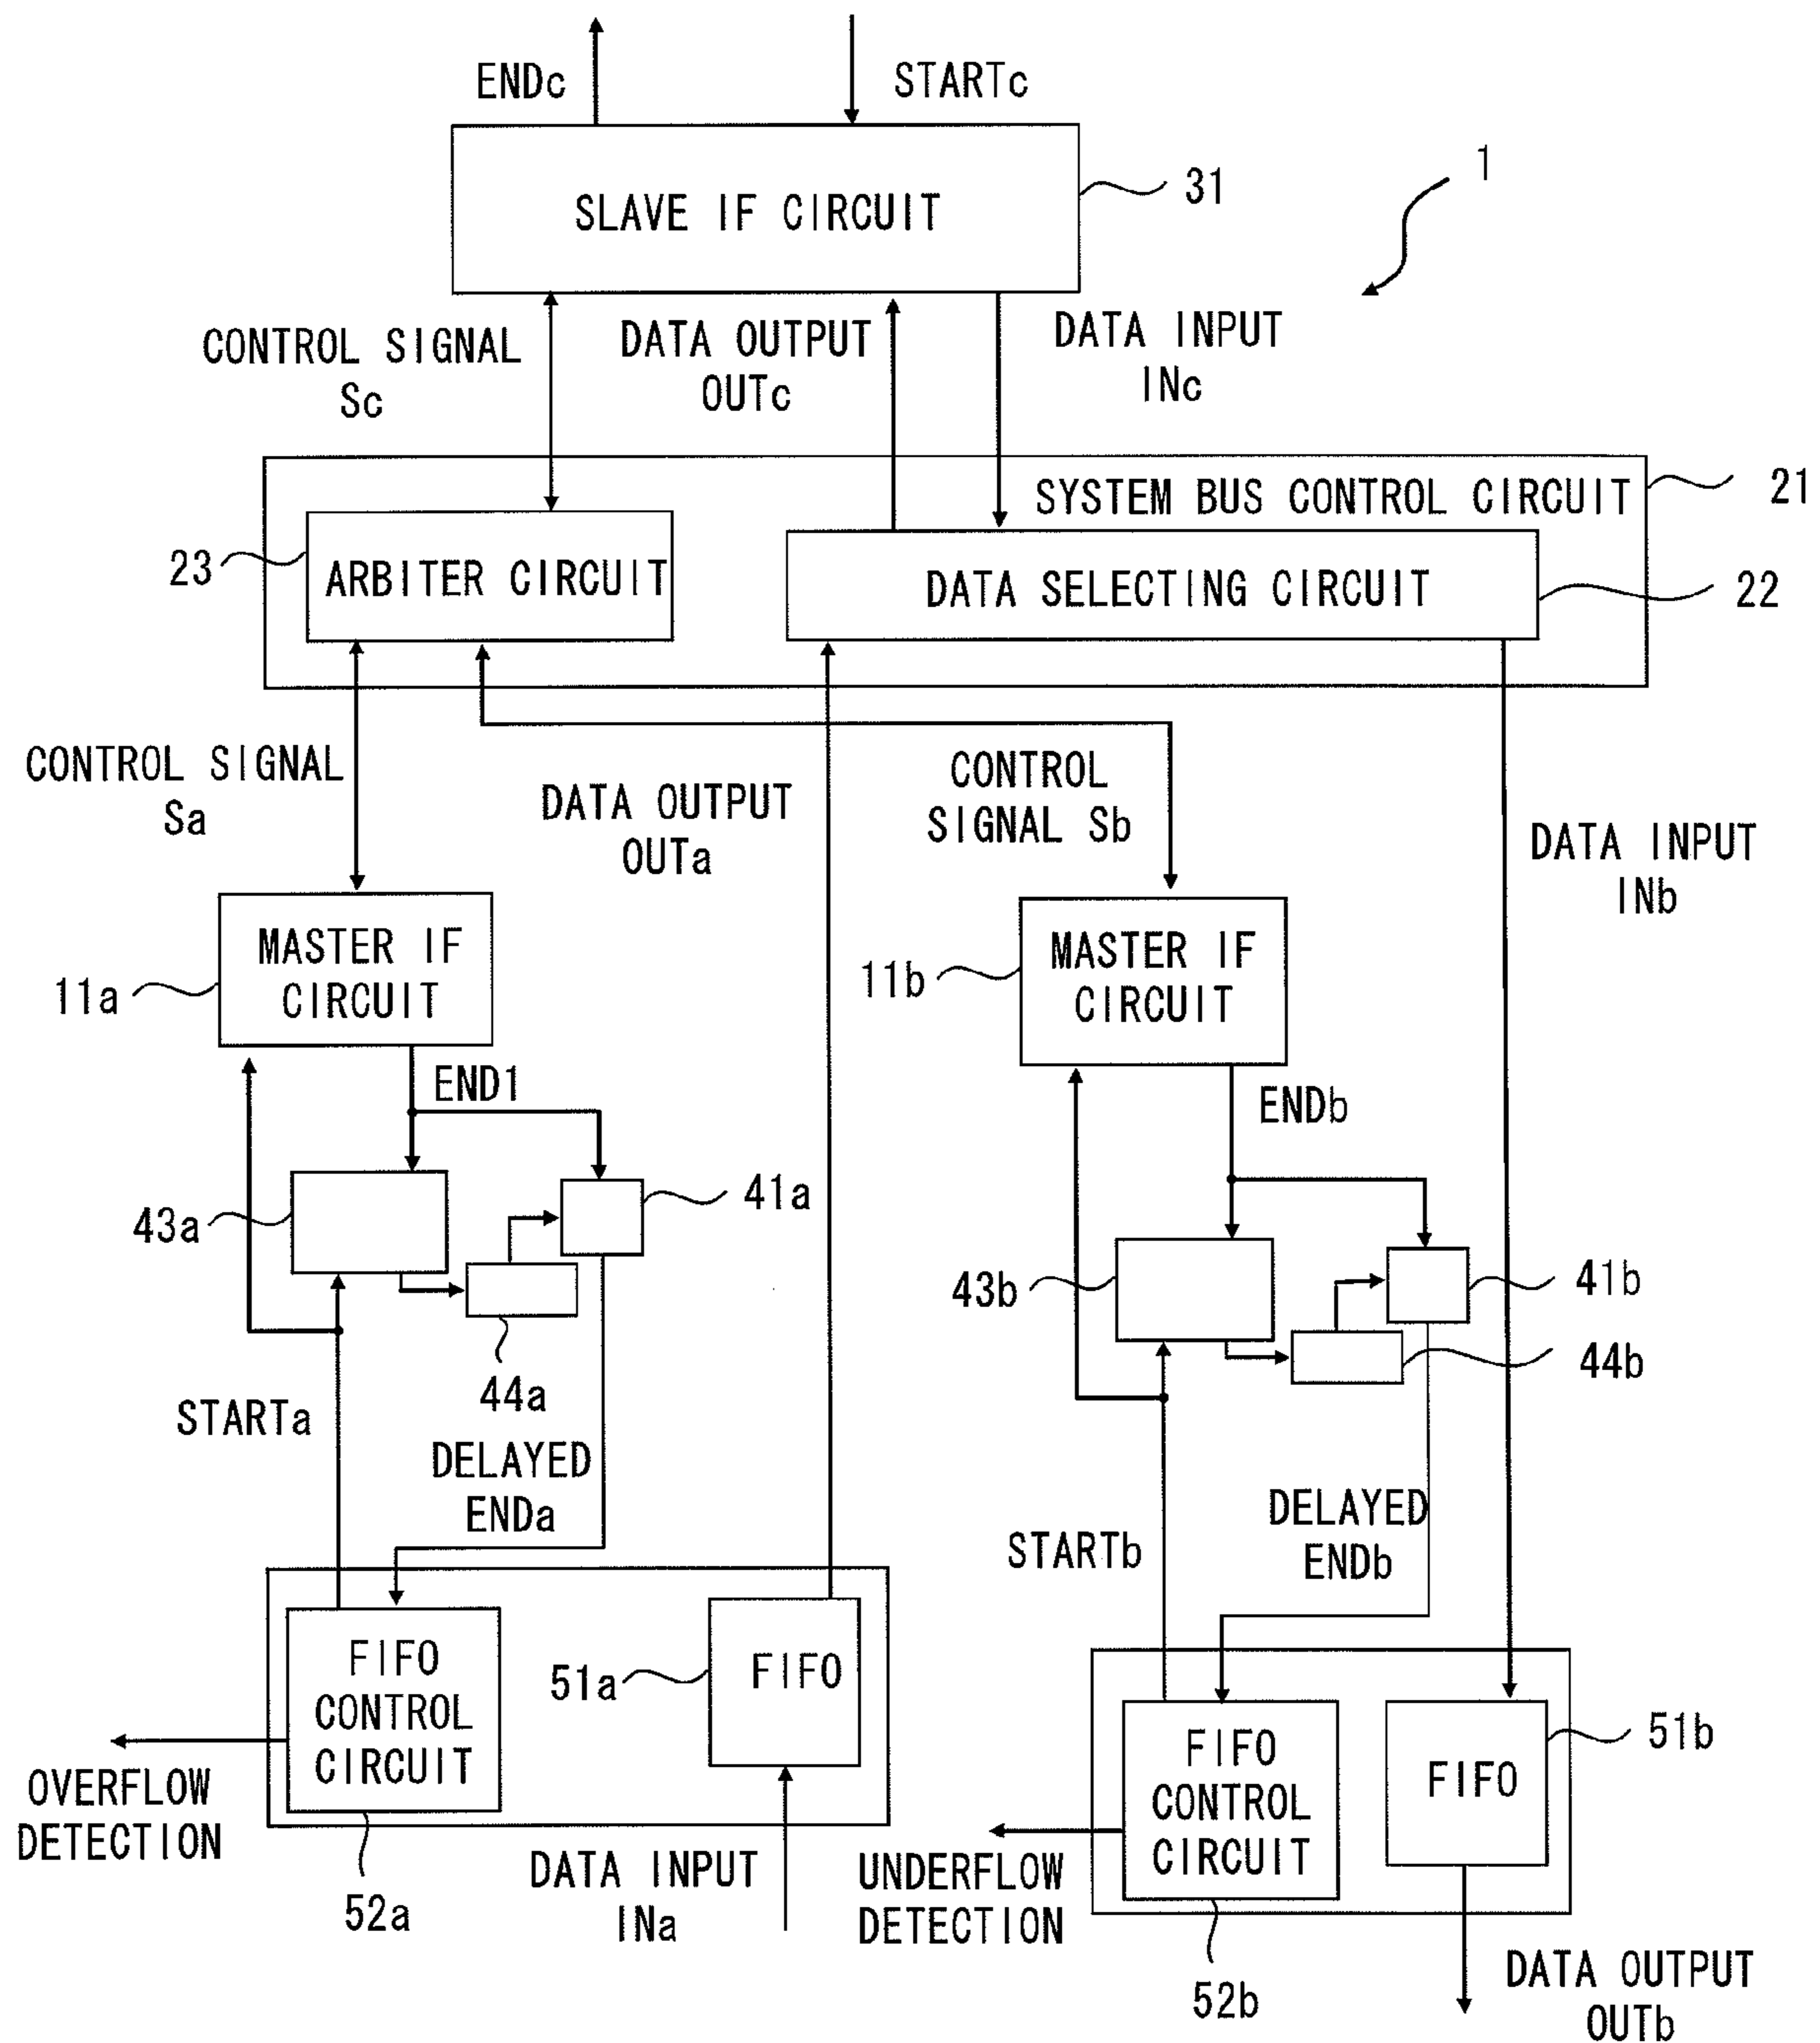 ENDc
STARTc
1
SLAVE IF CIRCUIT
31
CONTROL SIGNAL
Sc
DATA OUTPUT
OUTc
DATA INPUT
INc
SYSTEM BUS CONTROL CIRCUIT
21
23
ARBITER CIRCUIT
DATA SELECTING CIRCUIT
22
CONTROL SIGNAL
Sa
DATA OUTPUT
OUTa
CONTROL
SIGNAL Sb
DATA INPUT
INb
MASTER IF
CIRCUIT
11a
MASTER IF
CIRCUIT
11b
END1
ENDb
43a
41a
44a
43b
41b
44b
STARTa
DELAYED
ENDa
STARTb
DELAYED
ENDb
FIFO
CONTROL
CIRCUIT
51a
FIFO
OVERFLOW
DETECTION
52a
DATA INPUT
INa
FIFO
CONTROL
CIRCUIT
FIFO
51b
UNDERFLOW
DETECTION
52b
DATA OUTPUT
OUTb